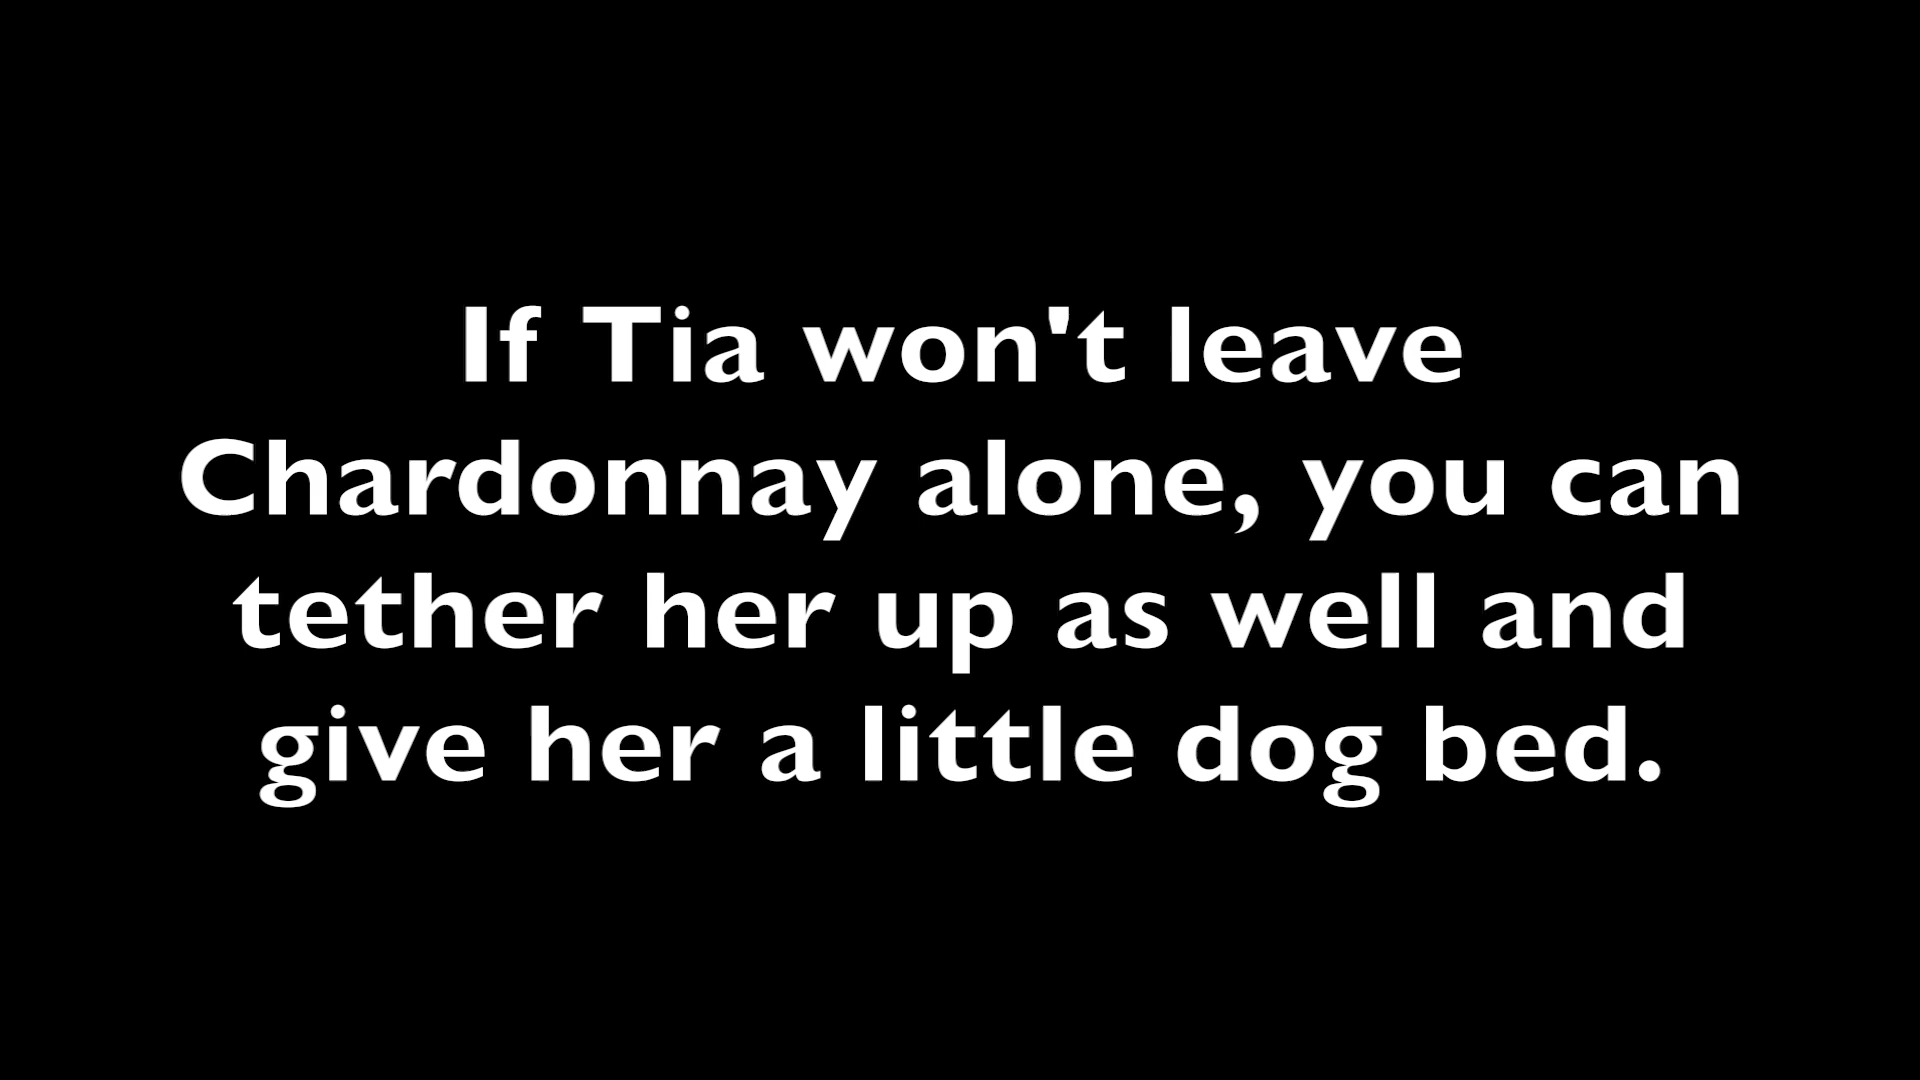 If Tia won't leave
Chardonnay alone, you can
tether her up as well and
give her a little dog bed.